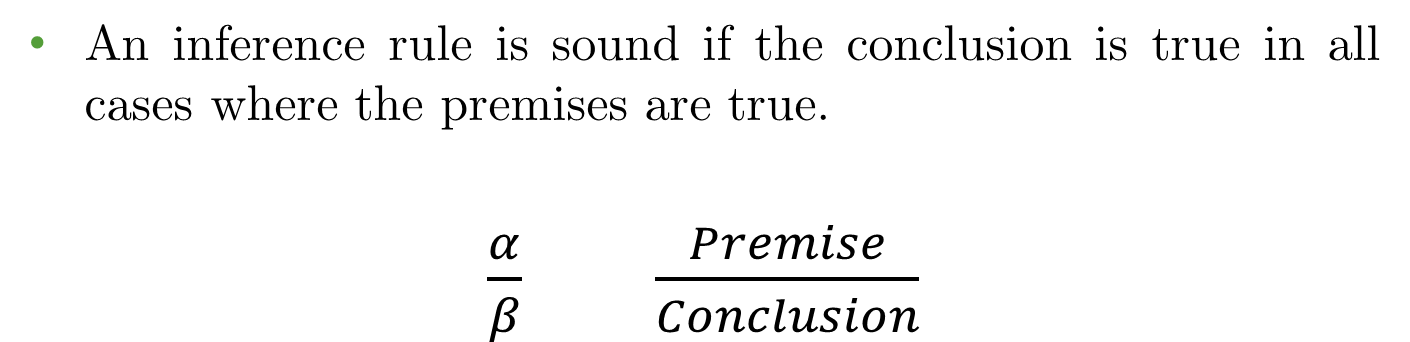 • An inference rule is sound if the conclusion is true in all
cases where the premises are true.
α Premise
β Conclusion